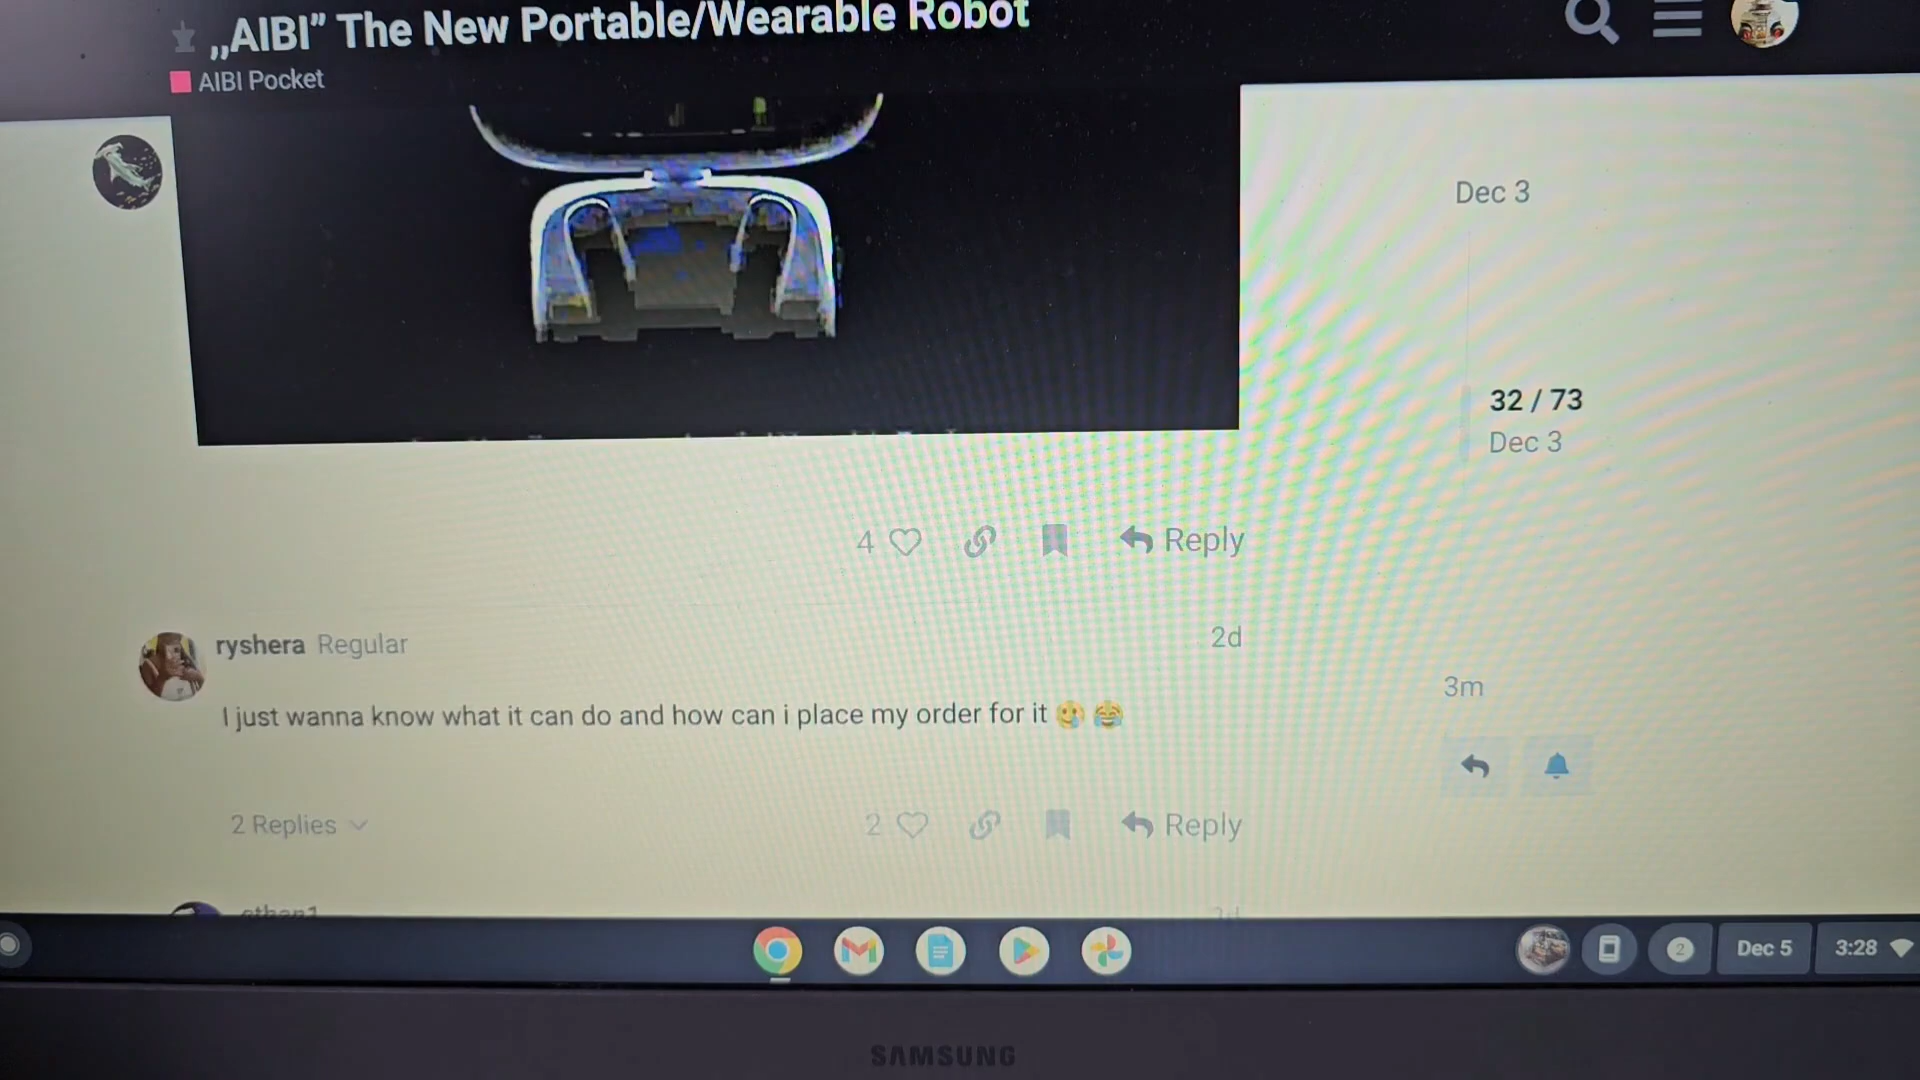 „AIBI” The New Portable/Wearable Robot
AIBI Pocket
Dec 3
32 / 73
Dec 3
4
Reply
ryshera Regular
2d
I just wanna know what it can do and how can i place my order for it
3m
2 Replies
2
Reply
ethan1
2
Dec 5
3:28
SAMSUNG